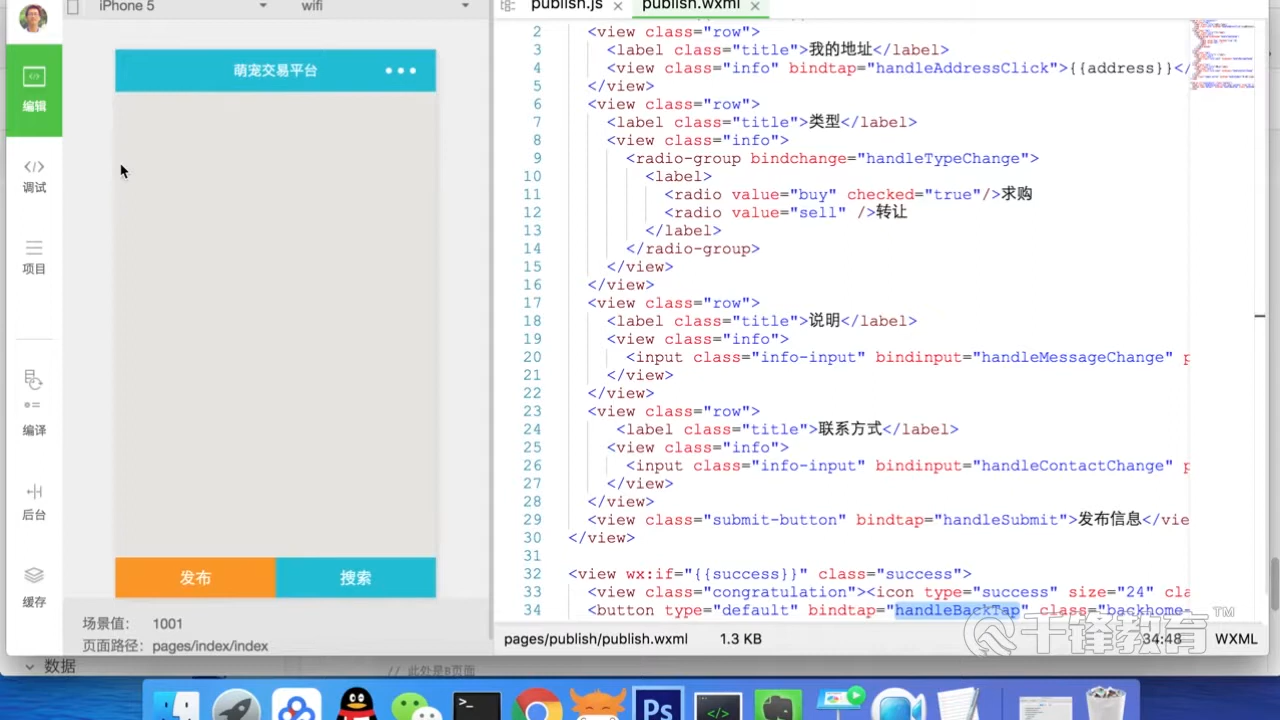 iPhone 5
wifi
publish.js
publish.wxml
编辑
调试
项目
编译
后台
缓存
萌宠交易平台
发布
搜索
场景值： 1001
页面路径： pages/index/index
2 <view class="row">
3 <label class="title">我的地址</label>
4 <view class="info" bindtap="handleAddressClick">{{address}}</
5 </view>
6 <view class="row">
7 <label class="title">类型</label>
8 <view class="info">
9 <radio-group bindchange="handleTypeChange">
10 <label>
11 <radio value="buy" checked="true"/>求购
12 <radio value="sell" />转让
13 </label>
14 </radio-group>
15 </view>
16 </view>
17 <view class="row">
18 <label class="title">说明</label>
19 <view class="info">
20 <input class="info-input" bindinput="handleMessageChange" p
21 </view>
22 </view>
23 <view class="row">
24 <label class="title">联系方式</label>
25 <view class="info">
26 <input class="info-input" bindinput="handleContactChange" p
27 </view>
28 </view>
29 <view class="submit-button" bindtap="handleSubmit">发布信息</vie
30 </view>
31
32 <view wx:if="{{success}}" class="success">
33 <view class="congratulation"><icon type="success" size="24" cla
34 <button type="default" bindtap="handleBackTap" class="backhome-
pages/publish/publish.wxml 1.3 KB 34:48 WXML
千锋教育 TM
数据
// 此处是B页面
Ps